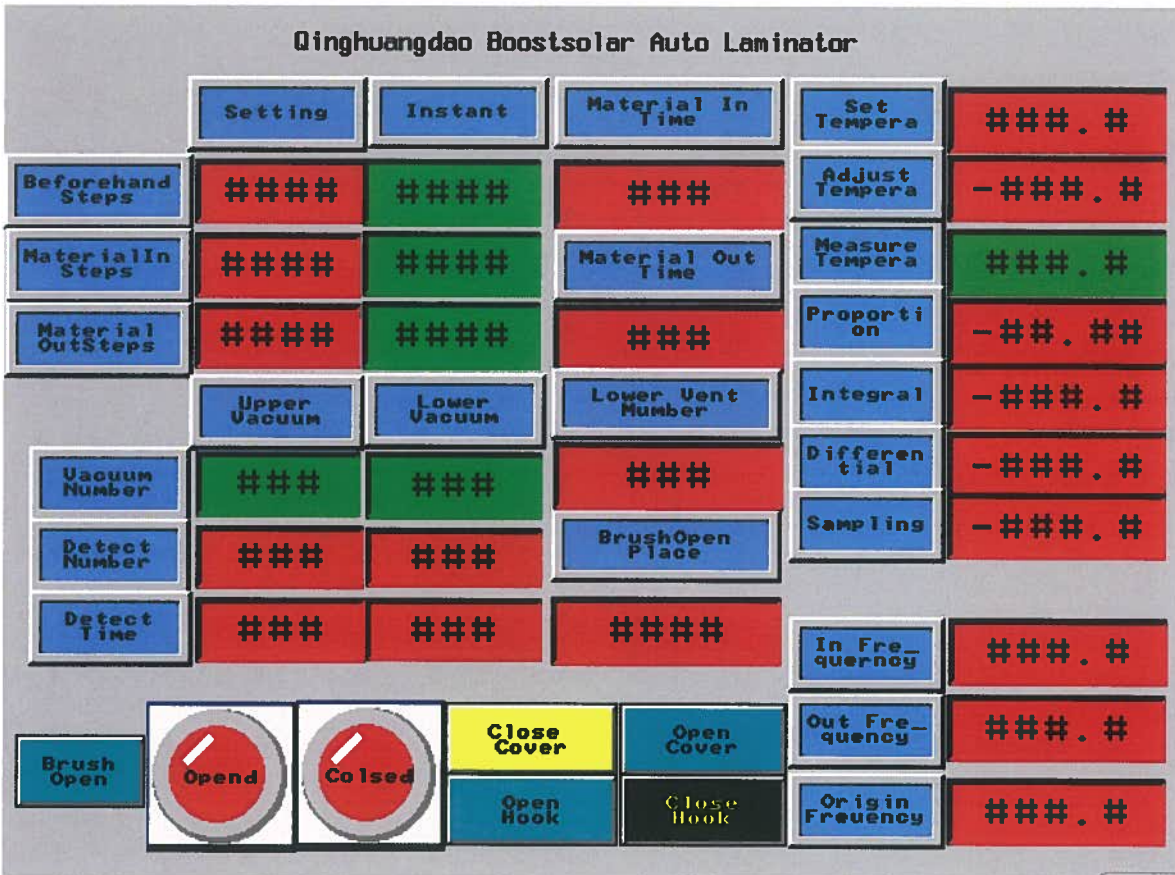 Qinghuangdao Boostsolar Auto Laminator
Setting
Instant
Material In
Time
Set
Tempera
###.#
Beforehand
Steps
####
####
###
Adjust
Tempera
-###.#
MaterialIn
Steps
####
####
Material Out
Time
Measure
Tempera
###.#
Material
OutSteps
####
####
###
Proporti
on
-##.##
Upper
Vacuum
Lower
Vacuum
Lower Vent
Mumber
Integral
-###.#
Vacuum
Number
###
###
###
Differen
tial
-###.#
Detect
Number
###
###
BrushOpen
Place
Sampling
-###.#
Detect
Time
###
###
####
In Fre_
querncy
###.#
Brush
Open
Opend
Colsed
Close
Cover
Open
Cover
Out Fre_
quency
###.#
Open
Hook
Close
Hook
Origin
Freuency
###.#